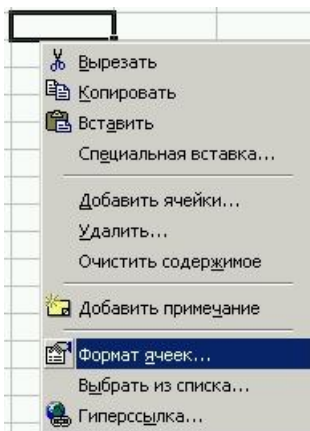 Вырезать
Копировать
Вставить
Специальная вставка...
Добавить ячейки...
Удалить...
Очистить содержимое
Добавить примечание
Формат ячеек...
Выбрать из списка...
Гиперссылка...